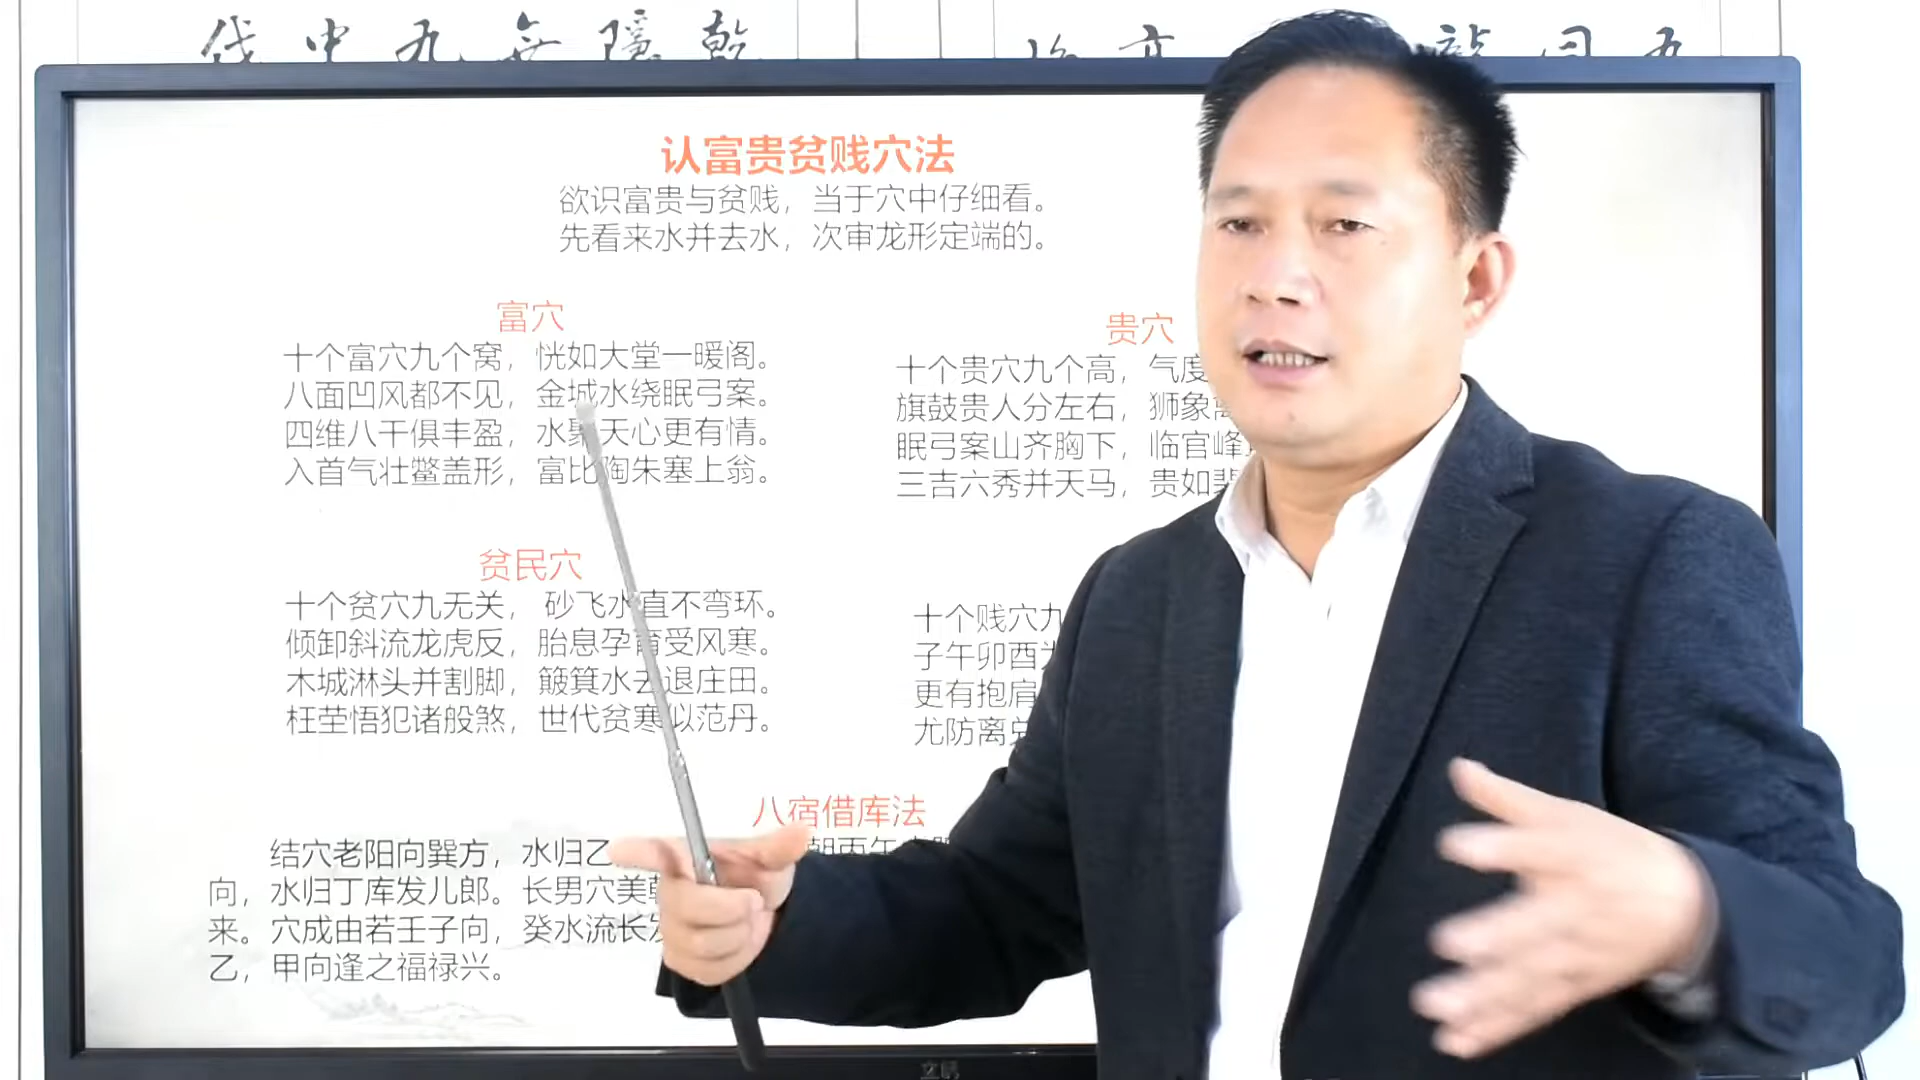 伐中九無隱乾
龍
认富贵贫贱穴法
欲识富贵与贫贱，当于穴中仔细看。
先看来水并去水，次审龙形定端的。
富穴
十个富穴九个窝，恍如大堂一暖阁。
八面凹风都不见，金城水绕眠弓案。
四维八干俱丰盈，水聚天心更有情。
入首气壮鳖盖形，富比陶朱塞上翁。
贵穴
十个贵穴九个高，气度
旗鼓贵人分左右，狮象
眠弓案山齐胸下，临官峰
三吉六秀并天马，贵如
贫民穴
十个贫穴九无关， 砂飞水直不弯环。
倾卸斜流龙虎反，胎息孕育受风寒。
木城淋头并割脚，簸箕水去退庄田。
枉茔悟犯诸般煞，世代贫寒似范丹。
十个贱穴九
子午卯酉
更有抱肩
尤防离兑
八宿借库法
结穴老阳向巽方，水归乙
朝丙午
向，水归丁库发儿郎。长男穴美
来。穴成由若壬子向，癸水流长
乙，甲向逢之福禄兴。